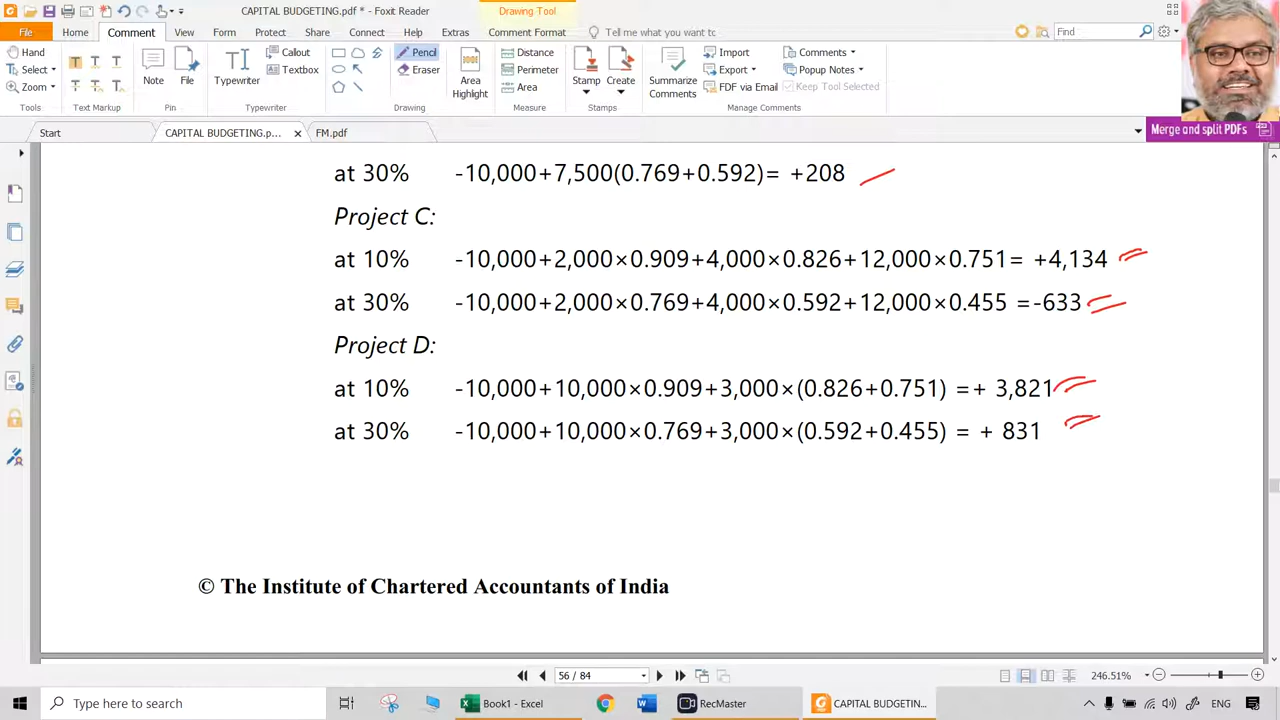 CAPITAL BUDGETING.pdf * - Foxit Reader
Drawing Tool
File Home Comment View Form Protect Share Connect Help Extras Comment Format Tell me what you want to Find
Hand
Select
Zoom
Tools
Text Markup
Note
File
Pin
Typewriter
Callout
Textbox
Typewriter
Pencil
Eraser
Drawing
Area Highlight
Distance
Perimeter
Area
Measure
Stamp
Create
Stamps
Summarize Comments
Import
Export
FDF via Email
Comments
Popup Notes
Keep Tool Selected
Manage Comments
Start CAPITAL BUDGETING.p... FM.pdf
Merge and split PDFs
at 30% -10,000+7,500(0.769+0.592)= +208
Project C:
at 10% -10,000+2,000×0.909+4,000×0.826+12,000×0.751= +4,134
at 30% -10,000+2,000×0.769+4,000×0.592+12,000×0.455 =-633
Project D:
at 10% -10,000+10,000×0.909+3,000×(0.826+0.751) =+ 3,821
at 30% -10,000+10,000×0.769+3,000×(0.592+0.455) = + 831
© The Institute of Chartered Accountants of India
56 / 84
246.51%
Type here to search
Book1 - Excel
RecMaster
CAPITAL BUDGETIN...
ENG